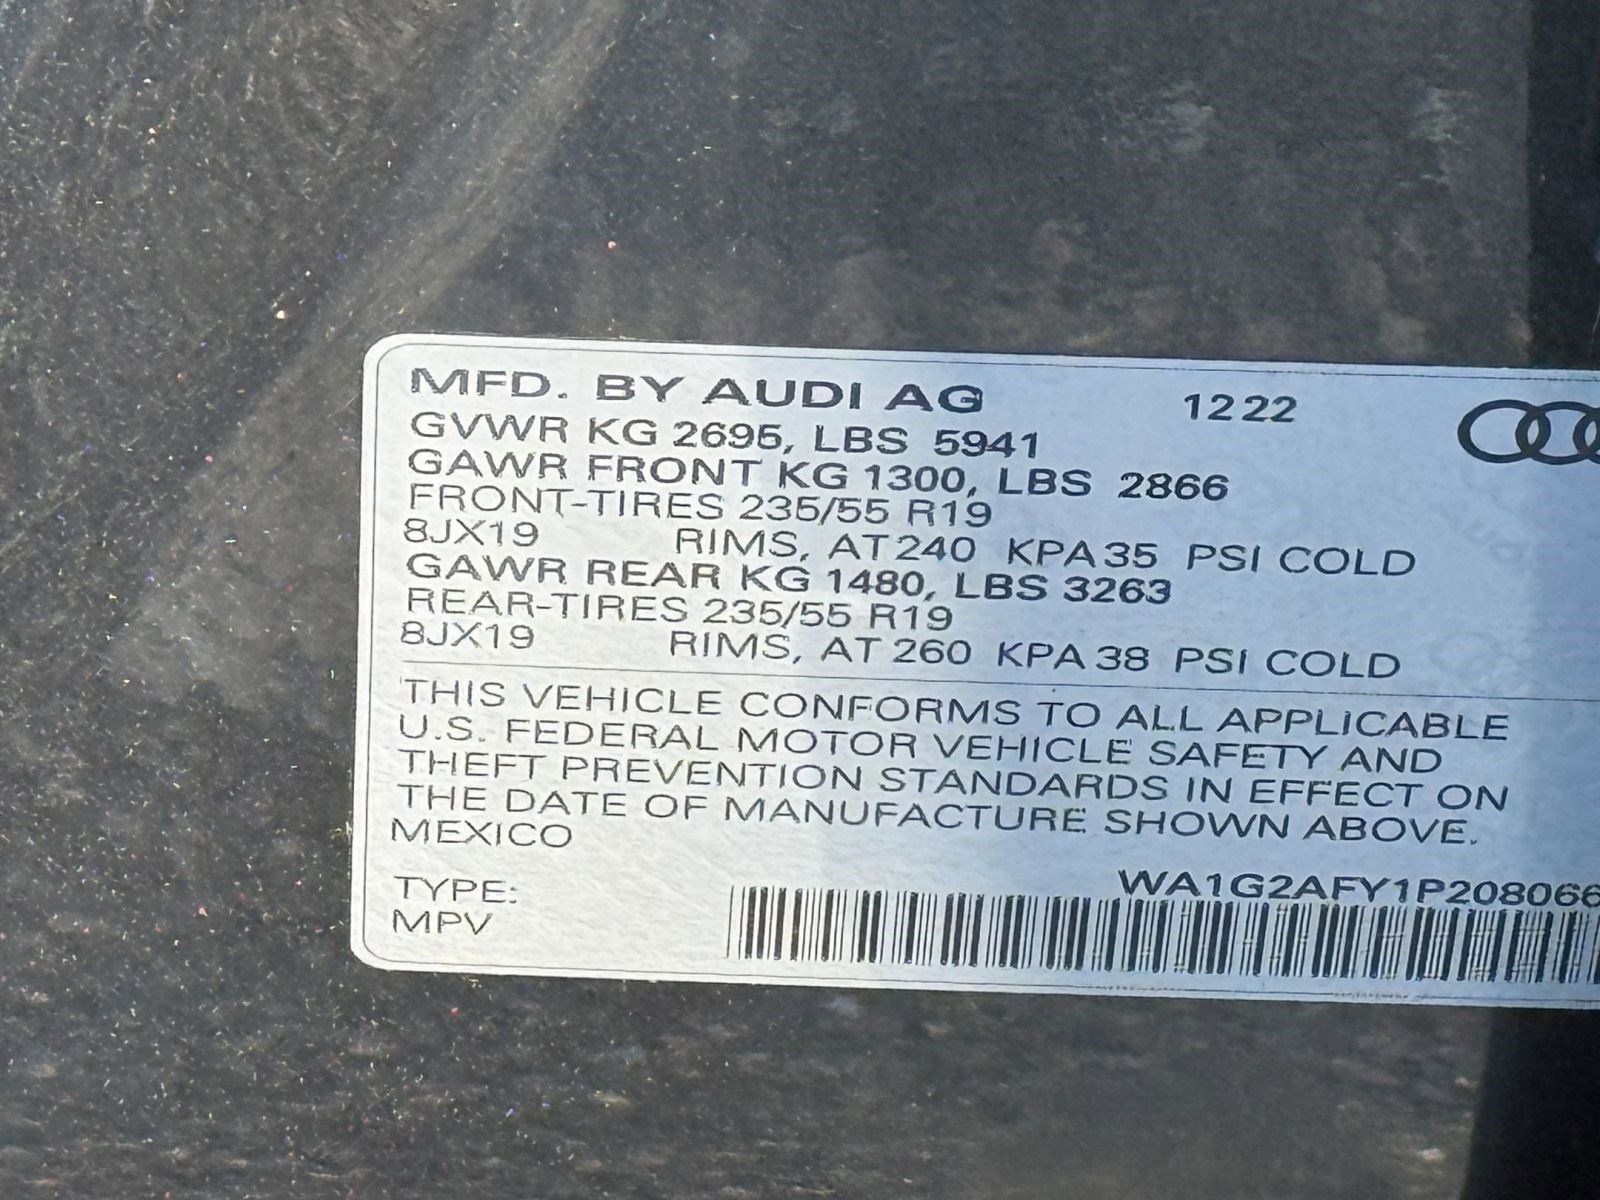 MFD. BY AUDI AG 1222
GVWR KG 2695, LBS 5941
GAWR FRONT KG 1300, LBS 2866
FRONT-TIRES 235/55 R19
8JX19 RIMS, AT 240 KPA 35 PSI COLD
GAWR REAR KG 1480, LBS 3263
REAR-TIRES 235/55 R19
8JX19 RIMS, AT 260 KPA 38 PSI COLD
THIS VEHICLE CONFORMS TO ALL APPLICABLE
U.S. FEDERAL MOTOR VEHICLE SAFETY AND
THEFT PREVENTION STANDARDS IN EFFECT ON
THE DATE OF MANUFACTURE SHOWN ABOVE.
MEXICO
WA1G2AFY1P208066
TYPE:
MPV